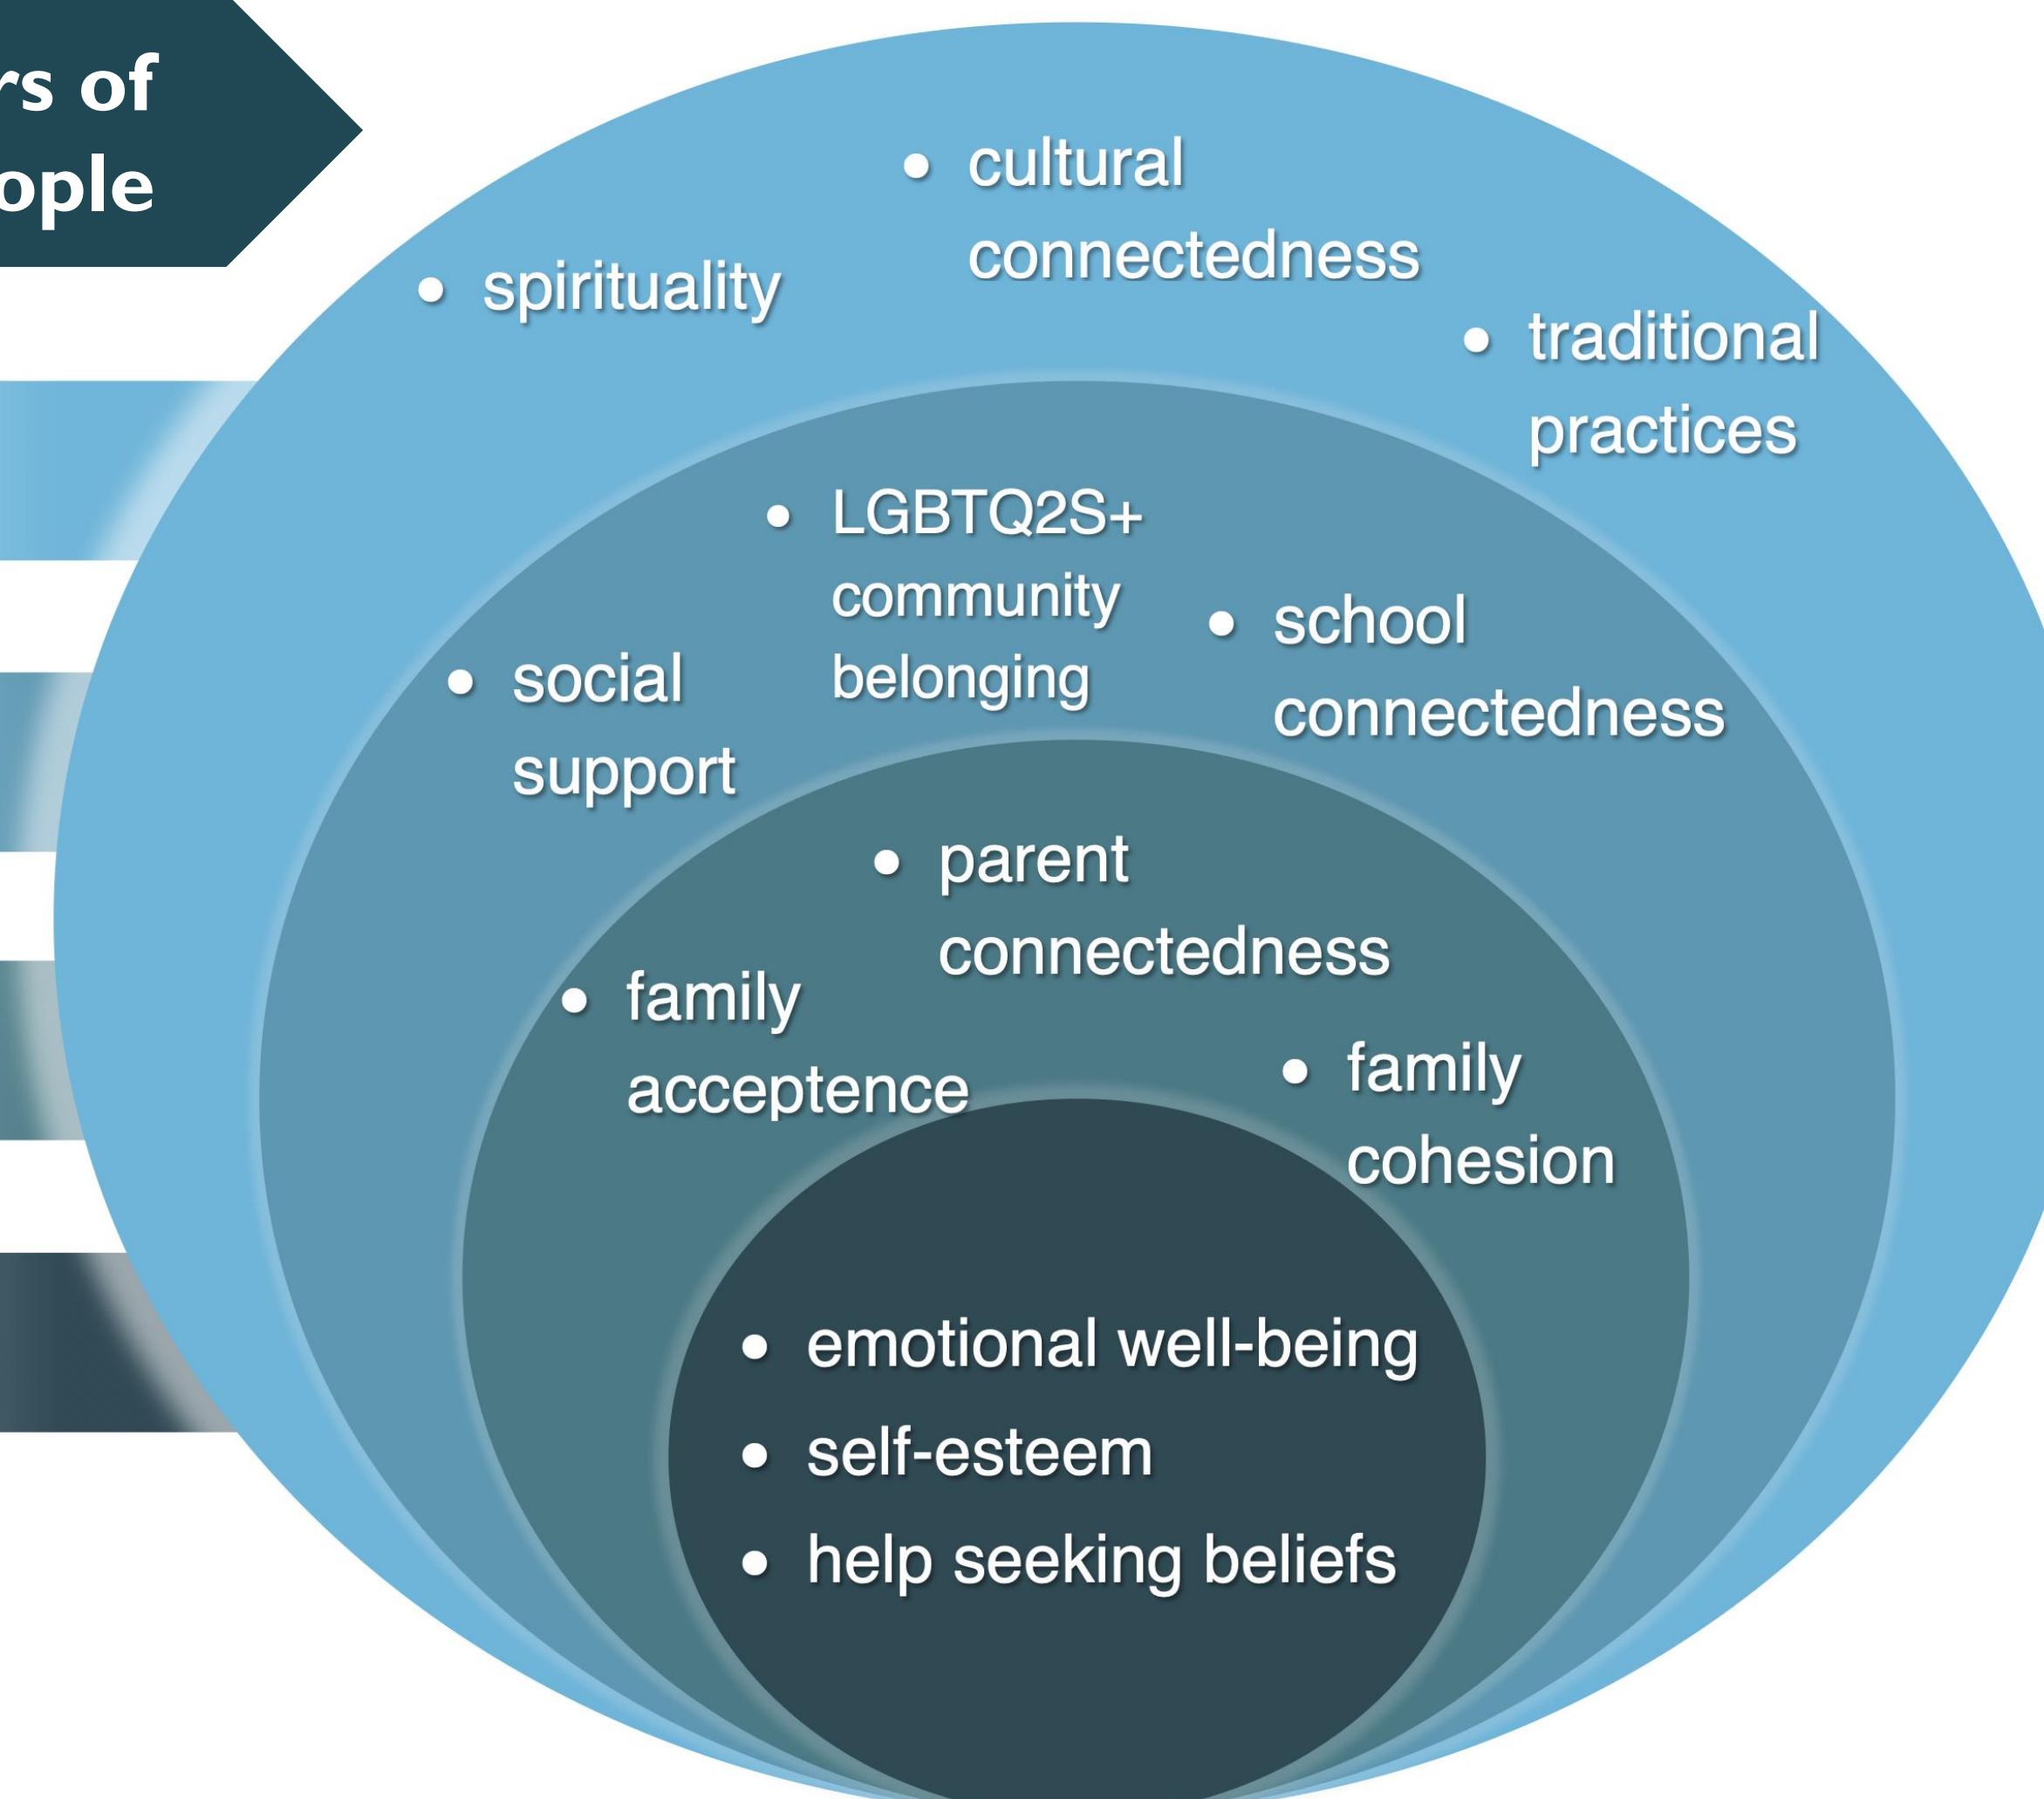 rs of
ople
• cultural
connectedness
• spirituality
• traditional
practices
• LGBTQ2S+
community
belonging
• school
connectedness
• social
support
• parent
connectedness
• family
acceptence
• family
cohesion
• emotional well-being
• self-esteem
• help seeking beliefs